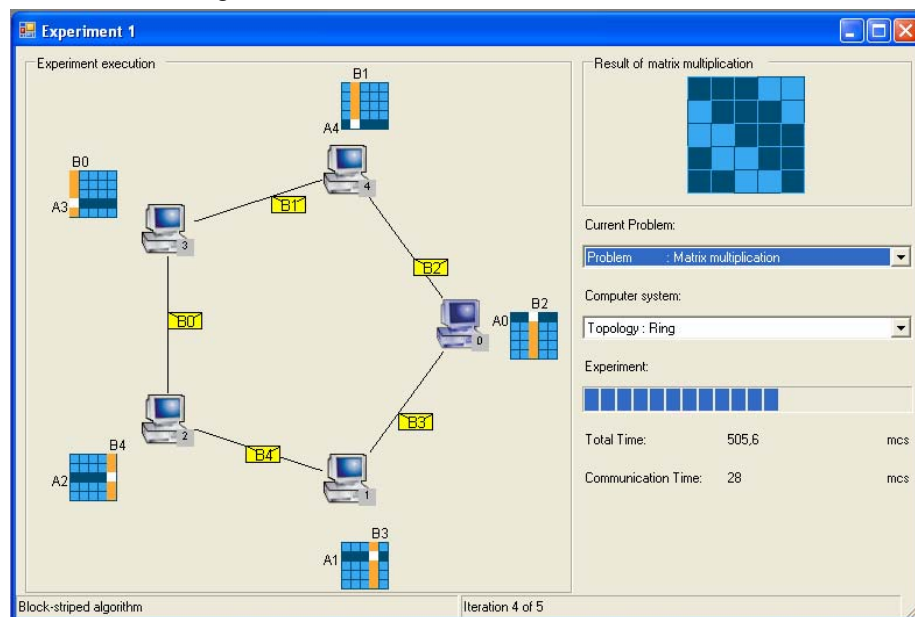 Experiment 1
Experiment execution
B1
A4
4
B0
A3
3
B1
B2
B0
B2
A0
0
B3
2
B4
A2
B4
1
B3
A1
Result of matrix multiplication
Current Problem:
Problem : Matrix multiplication
Computer system:
Topology : Ring
Experiment:
Total Time: 505,6 mcs
Communication Time: 28 mcs
Block-striped algorithm
Iteration 4 of 5